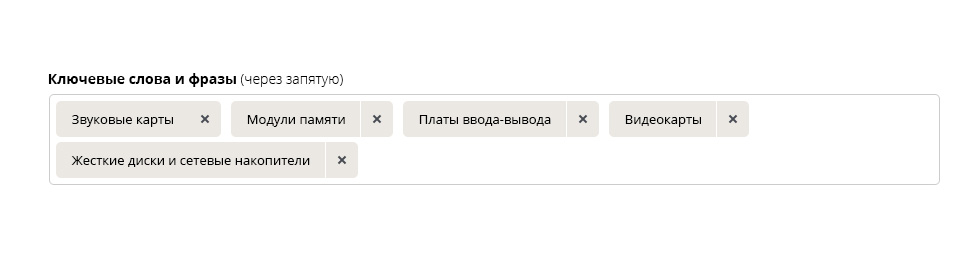 Ключевые слова и фразы (через запятую)
Звуковые карты × Модули памяти × Платы ввода-вывода × Видеокарты ×
Жесткие диски и сетевые накопители ×